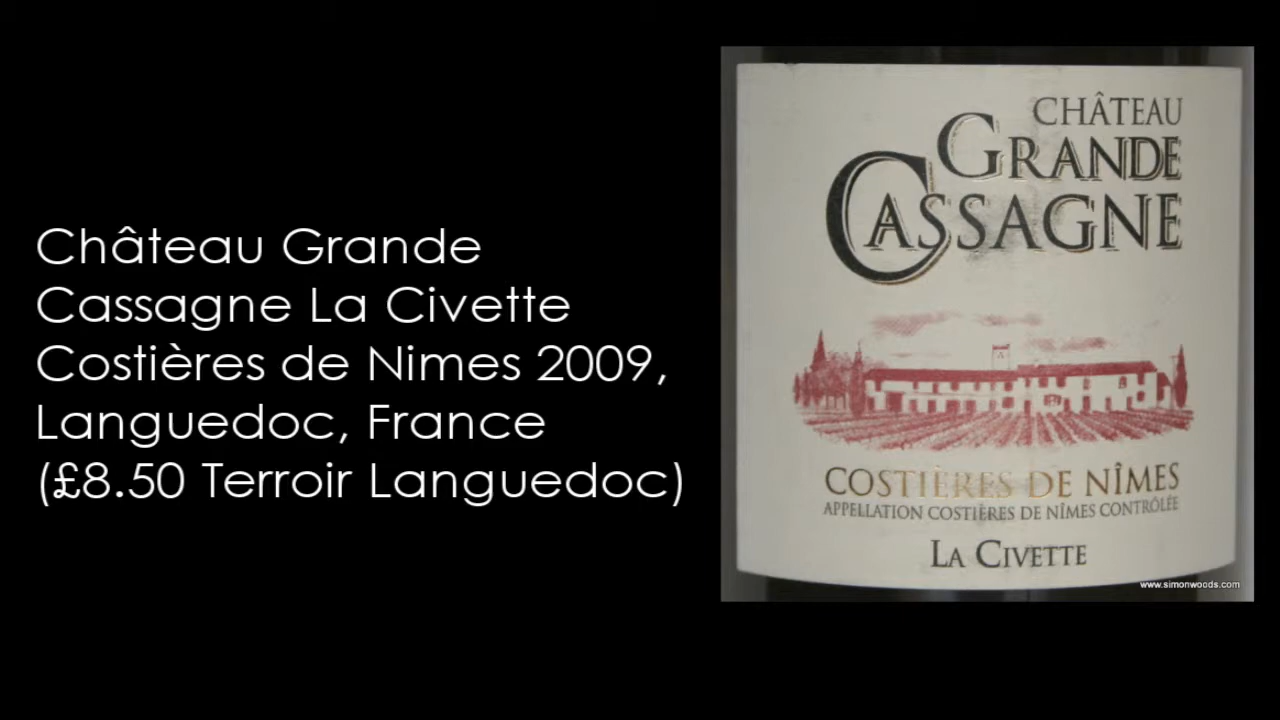 Château Grande
Cassagne La Civette
Costières de Nimes 2009,
Languedoc, France
(£8.50 Terroir Languedoc)
CHÂTEAU
GRANDE
CASSAGNE
COSTIÈRES DE NÎMES
APPELLATION COSTIÈRES DE NÎMES CONTRÔLÉE
LA CIVETTE
www.simonwoods.com